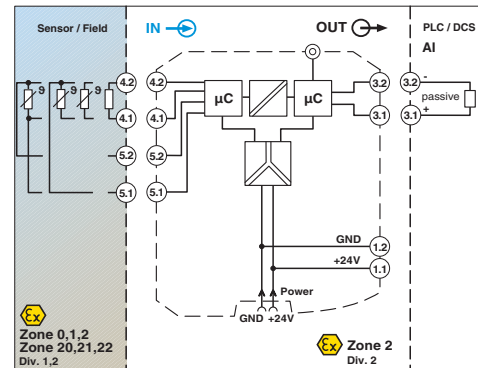 Sensor / Field
IN
OUT
PLC / DCS
AI
ϑ
ϑ
ϑ
4.2
4.2
µC
µC
3.2
3.2
-
passive
+
4.1
4.1
3.1
3.1
5.2
5.2
5.1
5.1
GND
1.2
+24V
1.1
Power
GND +24V
Ex
Zone 0,1,2
Zone 20,21,22
Div. 1,2
Ex
Zone 2
Div. 2